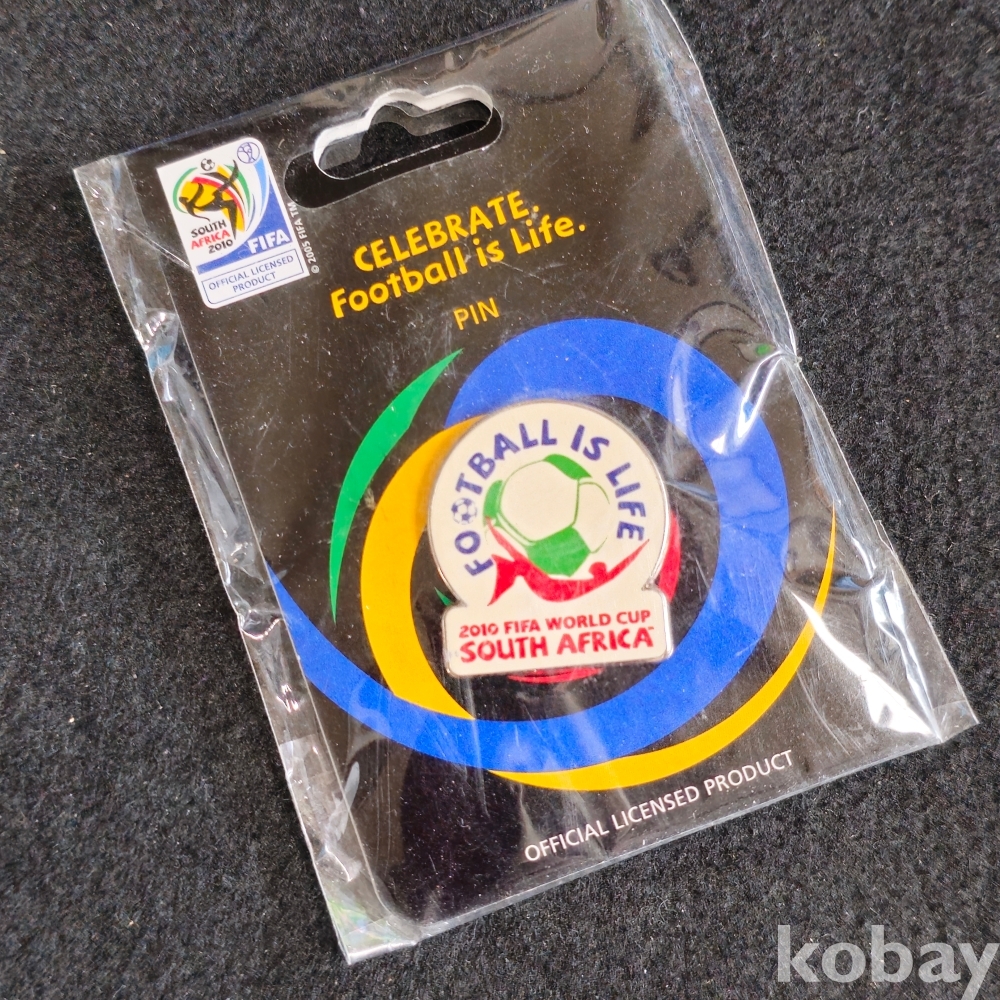 SOUTH
AFRICA
2010
FIFA
OFFICIAL LICENSED
PRODUCT
© 2005 FIFA TM
CELEBRATE.
Football is Life.
PIN
FOOTBALL IS LIFE
2010 FIFA WORLD CUP
SOUTH AFRICA™
OFFICIAL LICENSED PRODUCT
kobay